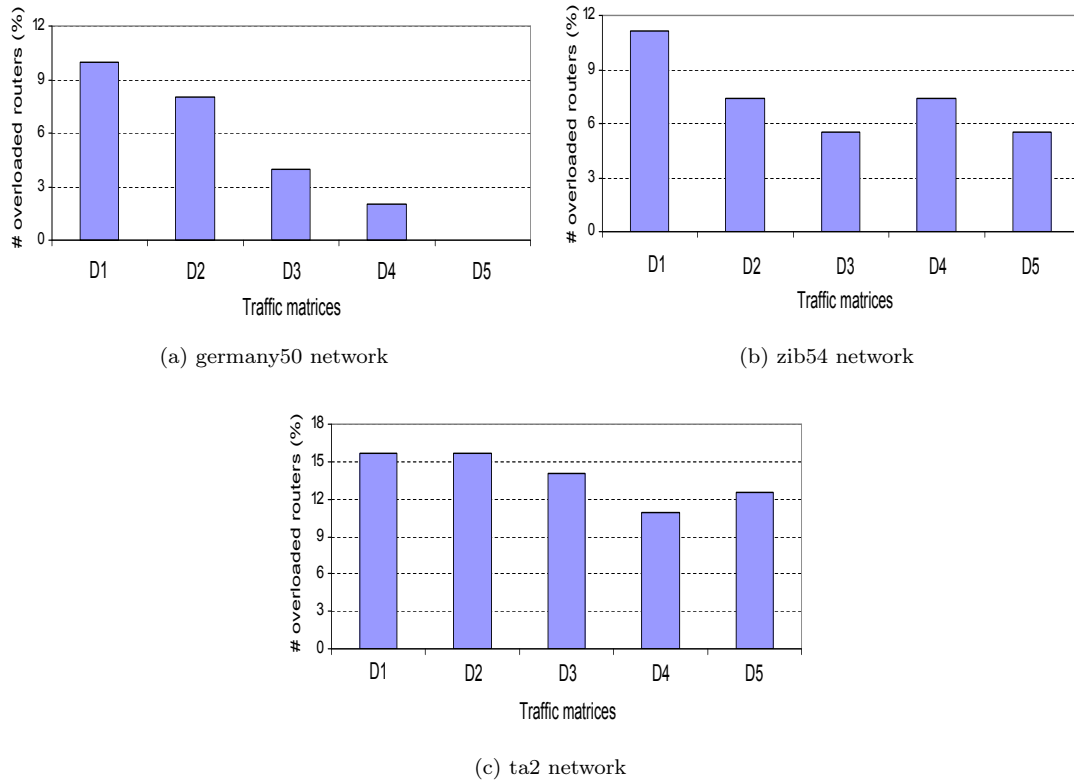 # overloaded routers (%)
12
9
6
3
0
D1 D2 D3 D4 D5
Traffic matrices
(a) germany50 network
# overloaded routers (%)
12
9
6
3
0
D1 D2 D3 D4 D5
Traffic matrices
(b) zib54 network
# overloaded routers (%)
18
15
12
9
6
3
0
D1 D2 D3 D4 D5
Traffic matrices
(c) ta2 network